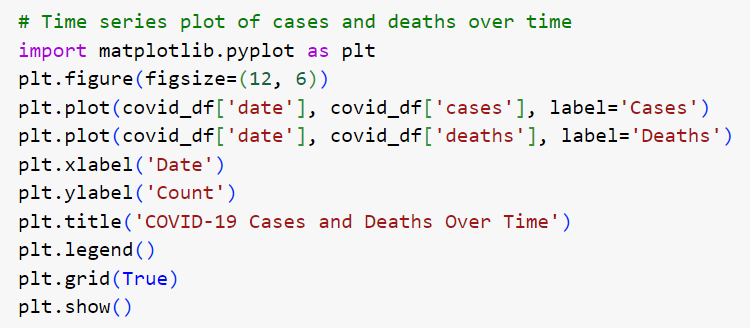 # Time series plot of cases and deaths over time
import matplotlib.pyplot as plt
plt.figure(figsize=(12, 6))
plt.plot(covid_df['date'], covid_df['cases'], label='Cases')
plt.plot(covid_df['date'], covid_df['deaths'], label='Deaths')
plt.xlabel('Date')
plt.ylabel('Count')
plt.title('COVID-19 Cases and Deaths Over Time')
plt.legend()
plt.grid(True)
plt.show()